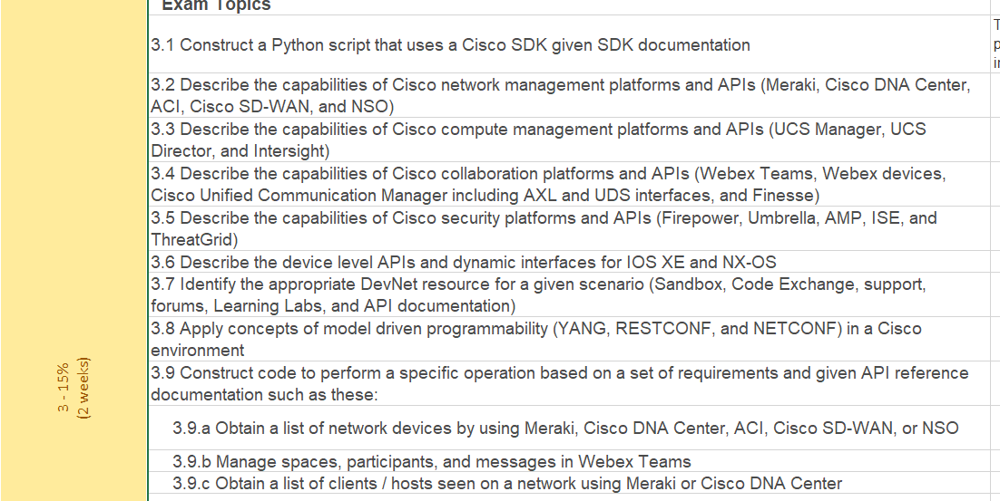 Exam Topics
3.1 Construct a Python script that uses a Cisco SDK given SDK documentation
3.2 Describe the capabilities of Cisco network management platforms and APIs (Meraki, Cisco DNA Center,
ACI, Cisco SD-WAN, and NSO)
3.3 Describe the capabilities of Cisco compute management platforms and APIs (UCS Manager, UCS
Director, and Intersight)
3.4 Describe the capabilities of Cisco collaboration platforms and APIs (Webex Teams, Webex devices,
Cisco Unified Communication Manager including AXL and UDS interfaces, and Finesse)
3.5 Describe the capabilities of Cisco security platforms and APIs (Firepower, Umbrella, AMP, ISE, and
ThreatGrid)
3.6 Describe the device level APIs and dynamic interfaces for IOS XE and NX-OS
3.7 Identify the appropriate DevNet resource for a given scenario (Sandbox, Code Exchange, support,
forums, Learning Labs, and API documentation)
3.8 Apply concepts of model driven programmability (YANG, RESTCONF, and NETCONF) in a Cisco
environment
3 - 15%
(2 weeks)
3.9 Construct code to perform a specific operation based on a set of requirements and given API reference
documentation such as these:
3.9.a Obtain a list of network devices by using Meraki, Cisco DNA Center, ACI, Cisco SD-WAN, or NSO
3.9.b Manage spaces, participants, and messages in Webex Teams
3.9.c Obtain a list of clients / hosts seen on a network using Meraki or Cisco DNA Center